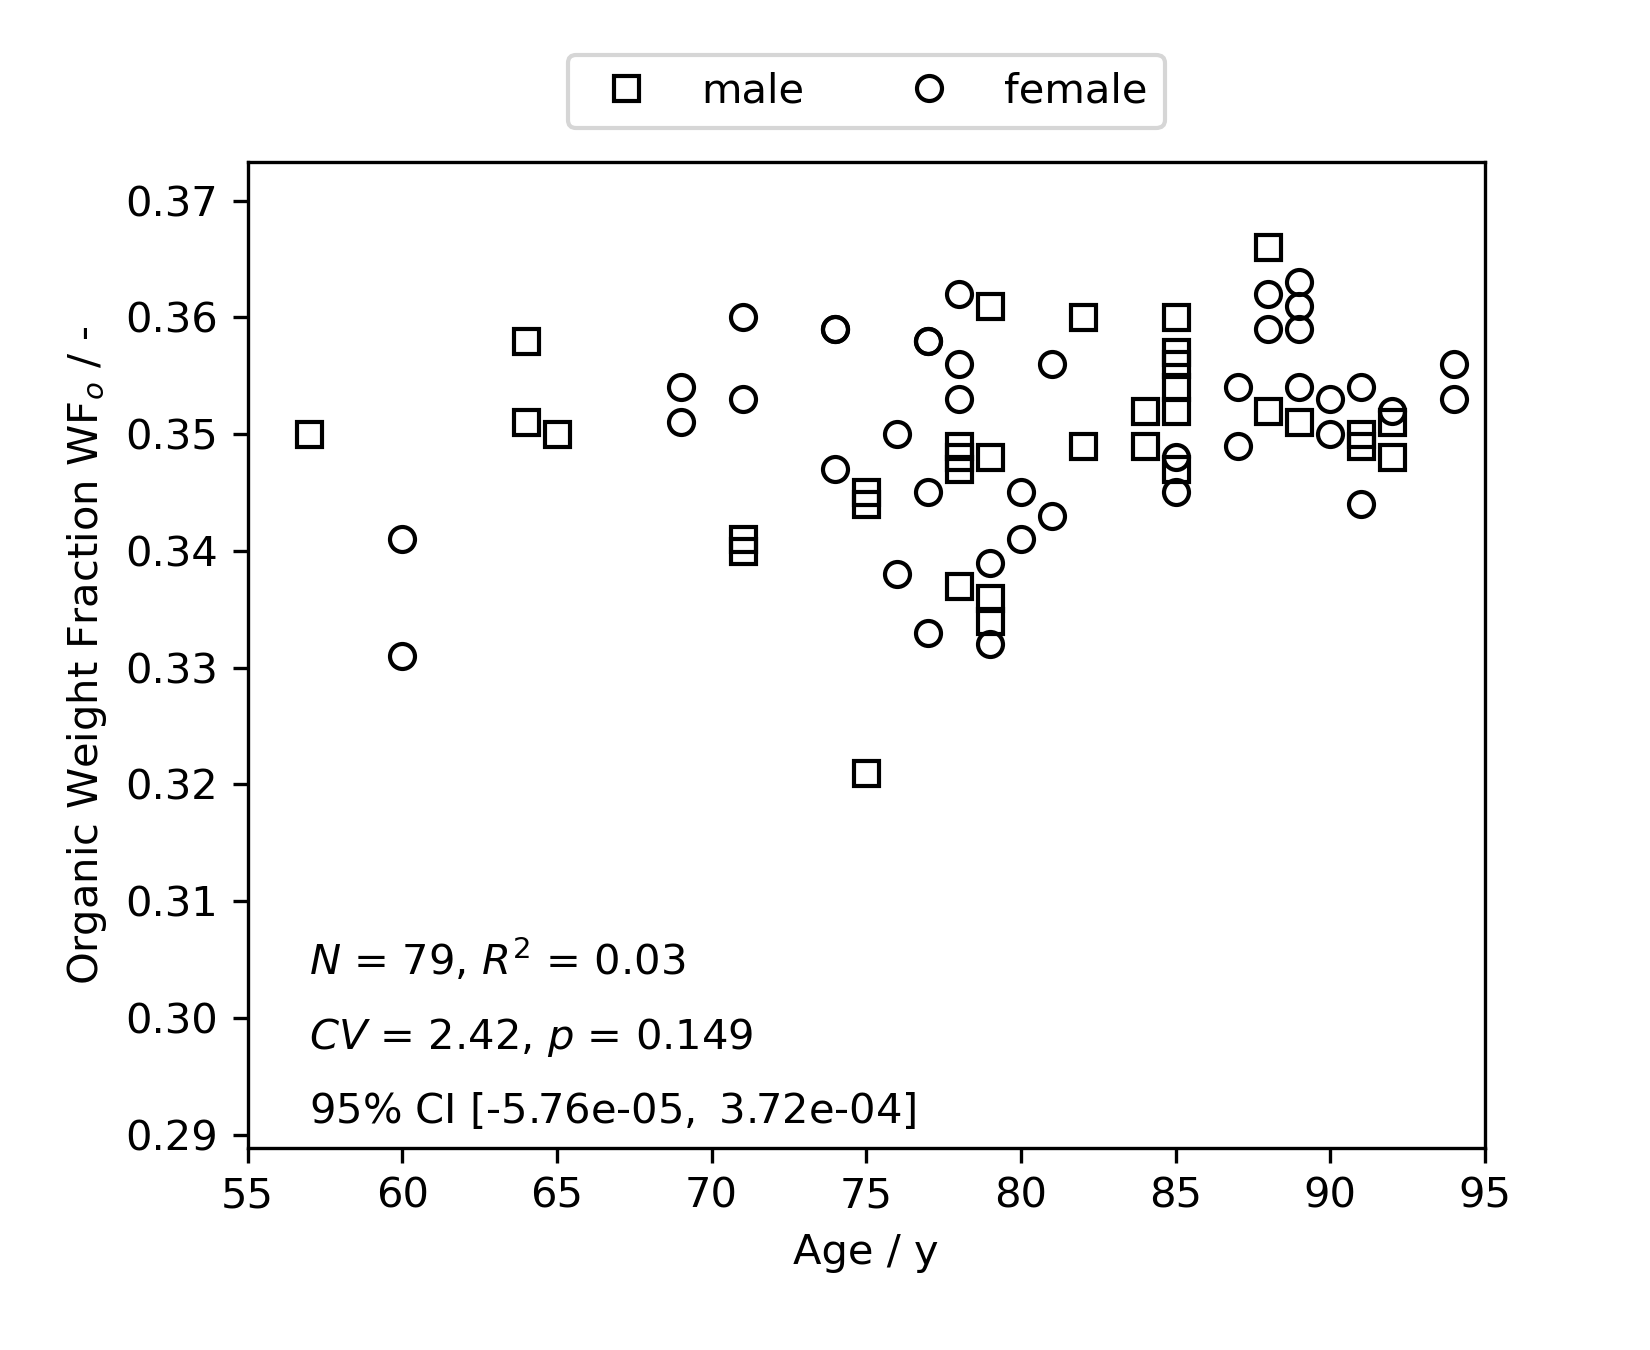 male female
0.37
0.36
0.35
0.34
0.33
0.32
0.31
0.30
0.29
Organic Weight Fraction WFₒ / -
N = 79, R² = 0.03
CV = 2.42, p = 0.149
95% CI [-5.76e-05, 3.72e-04]
55 60 65 70 75 80 85 90 95
Age / y